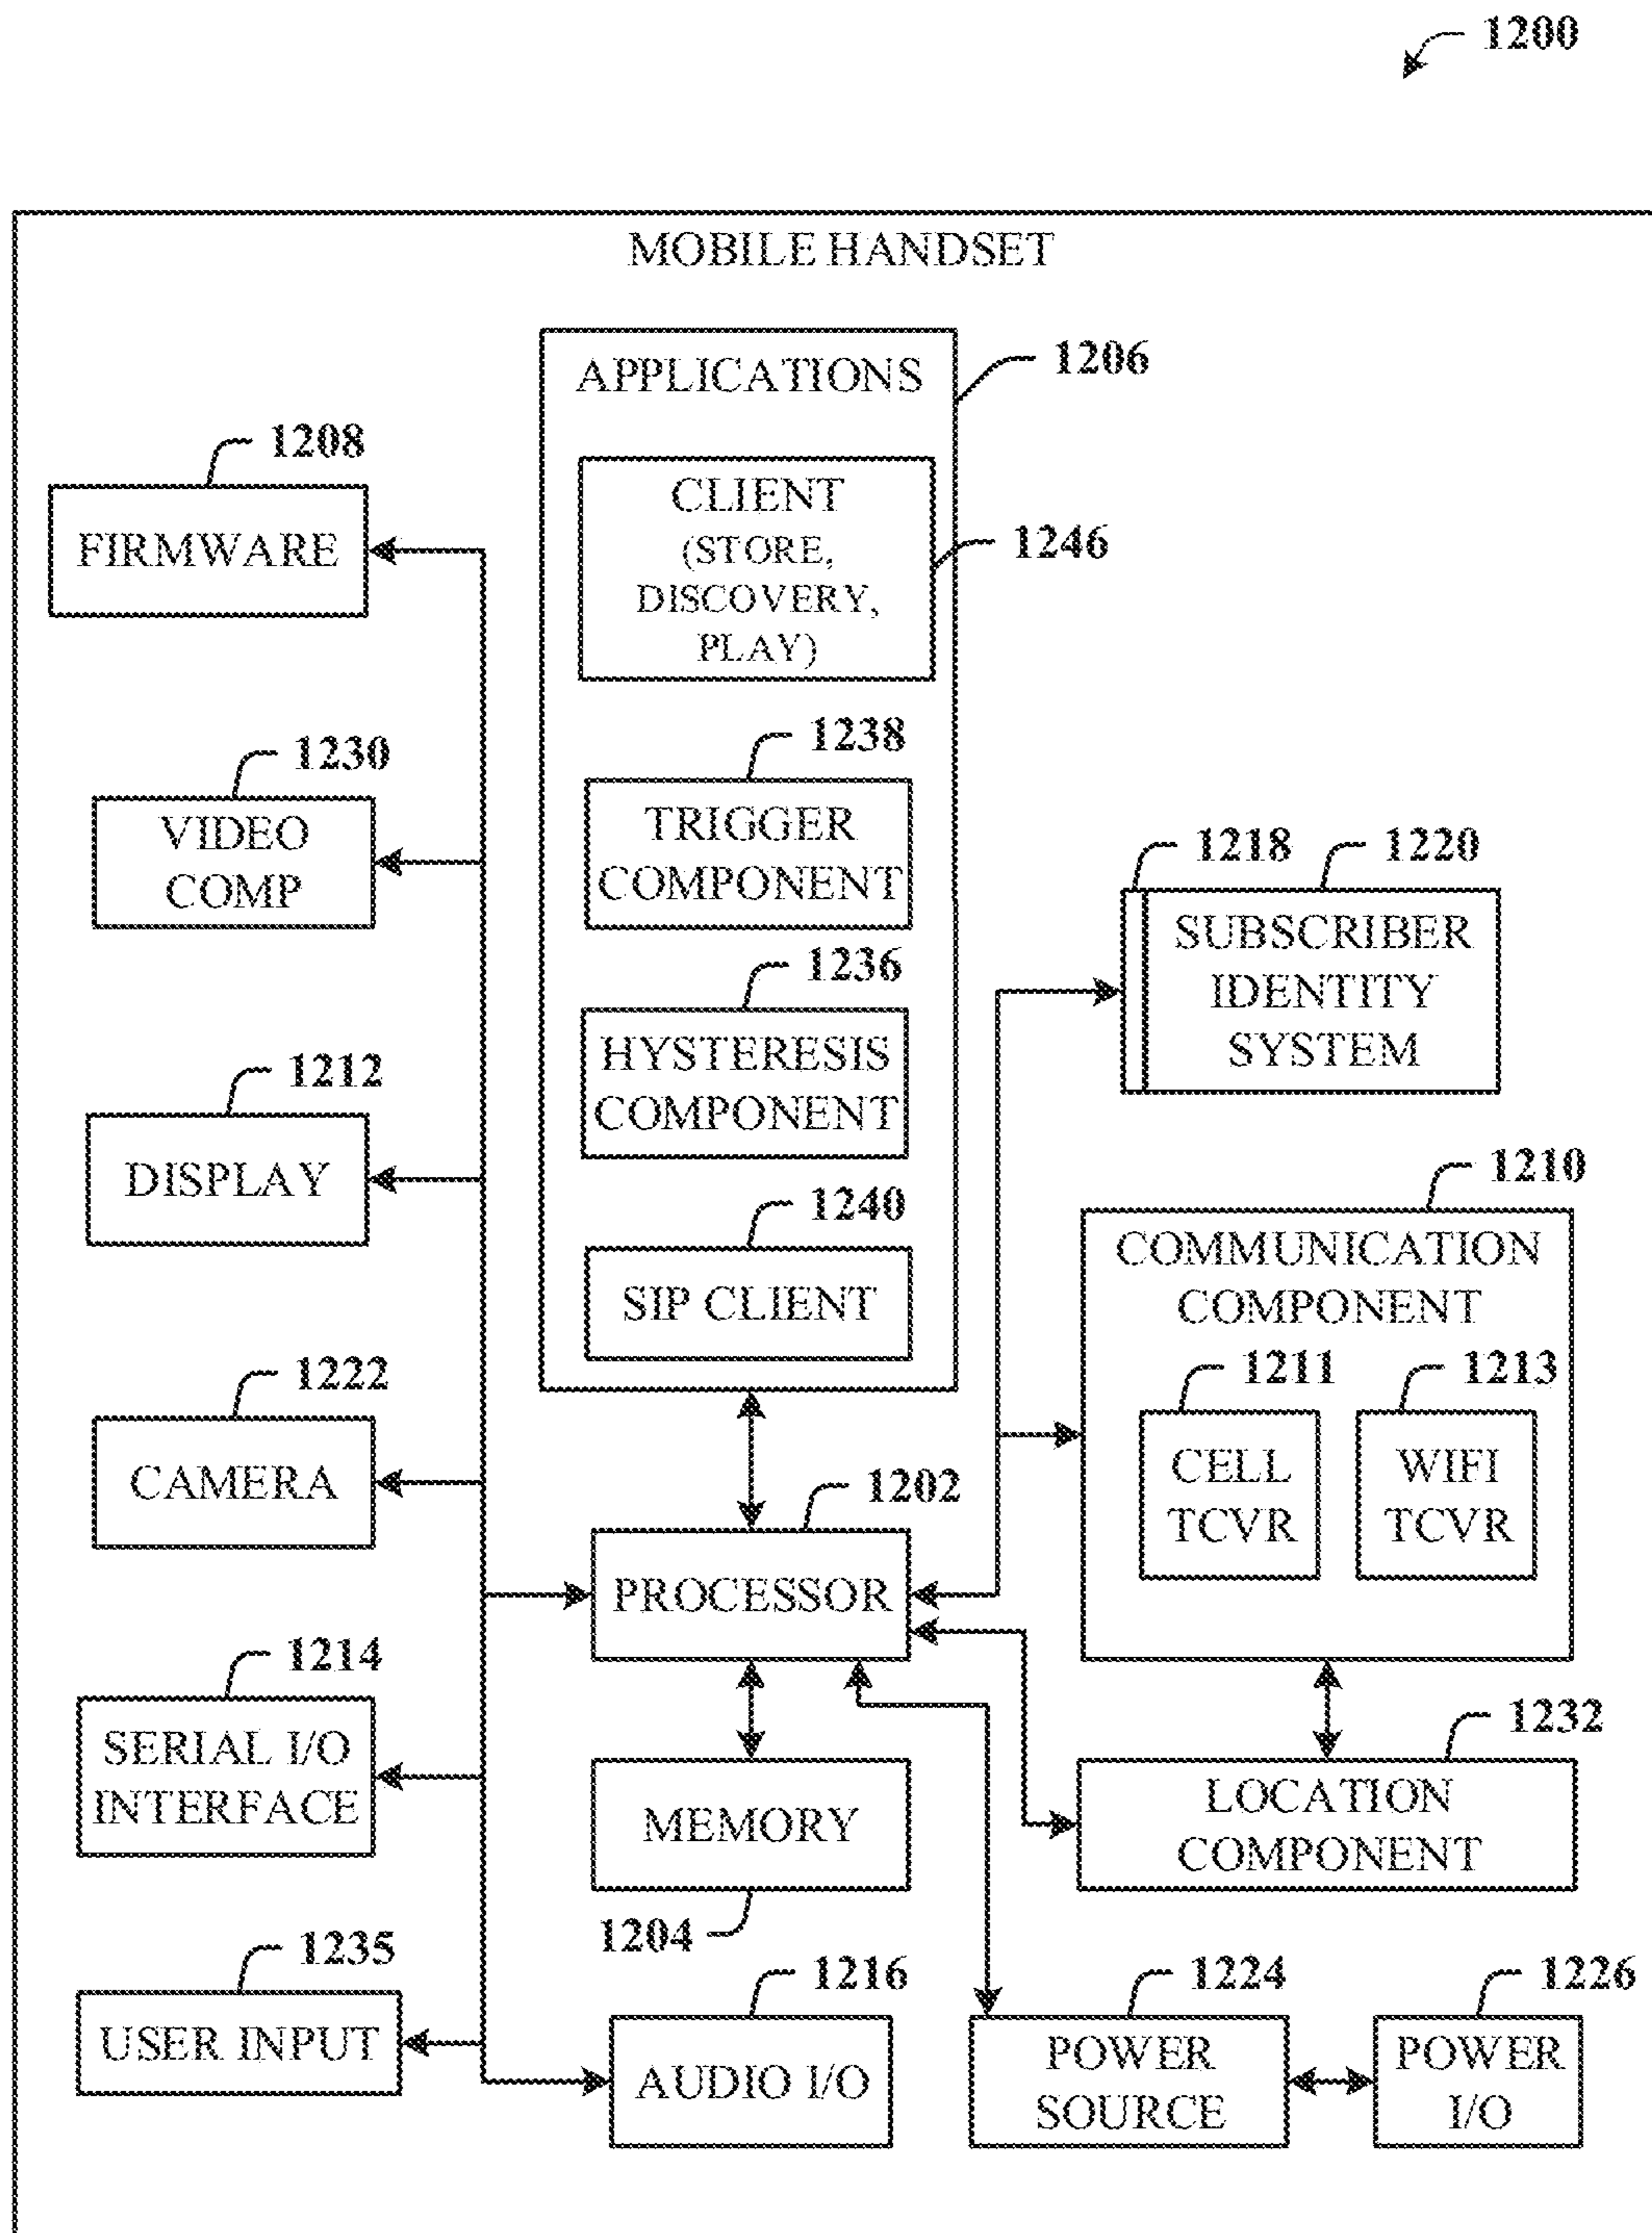 1200
MOBILE HANDSET
APPLICATIONS
1206
CLIENT
(STORE,
DISCOVERY,
PLAY)
1246
1238
TRIGGER
COMPONENT
1236
HYSTERESIS
COMPONENT
1240
SIP CLIENT
1208
FIRMWARE
1230
VIDEO
COMP
1212
DISPLAY
1222
CAMERA
1214
SERIAL I/O
INTERFACE
1235
USER INPUT
1202
PROCESSOR
MEMORY
1204
1216
AUDIO I/O
1218
1220
SUBSCRIBER
IDENTITY
SYSTEM
1210
COMMUNICATION
COMPONENT
1211
CELL
TCVR
1213
WIFI
TCVR
1232
LOCATION
COMPONENT
1224
POWER
SOURCE
1226
POWER
I/O